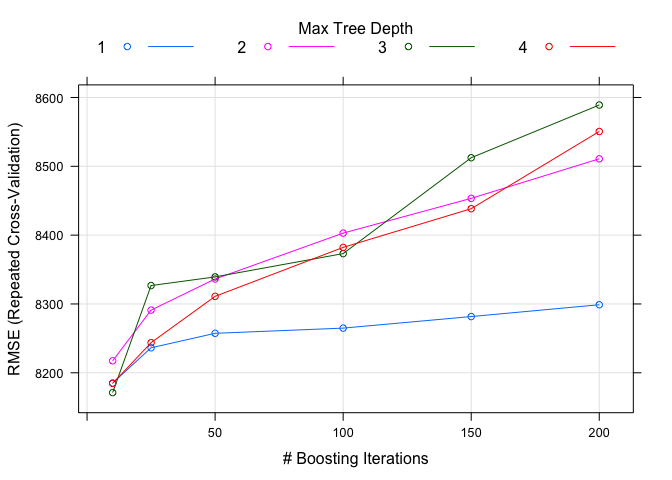 Max Tree Depth
1 2 3 4
8600
8500
8400
8300
8200
RMSE (Repeated Cross-Validation)
50 100 150 200
# Boosting Iterations